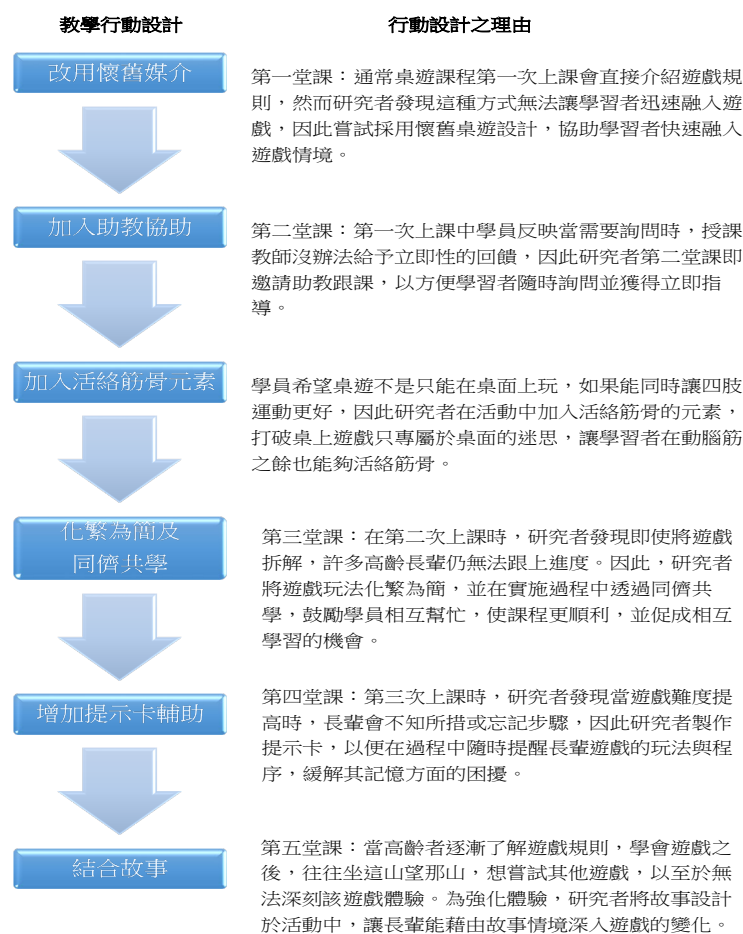 教學行動設計
行動設計之理由
改用懷舊媒介
第一堂課：通常桌遊課程第一次上課會直接介紹遊戲規
則，然而研究者發現這種方式無法讓學習者迅速融入遊
戲，因此嘗試採用懷舊桌遊設計，協助學習者快速融入
遊戲情境。
加入助教協助
第二堂課：第一次上課中學員反映當需要詢問時，授課
教師沒辦法給予立即性的回饋，因此研究者第二堂課即
邀請助教跟課，以方便學習者隨時詢問並獲得立即指
導。
加入活絡筋骨元素
學員希望桌遊不是只能在桌面上玩，如果能同時讓四肢
運動更好，因此研究者在活動中加入活絡筋骨的元素，
打破桌上遊戲只專屬於桌面的迷思，讓學習者在動腦筋
之餘也能夠活絡筋骨。
化繁為簡及
同儕共學
第三堂課：在第二次上課時，研究者發現即使將遊戲
拆解，許多高齡長輩仍無法跟上進度。因此，研究者
將遊戲玩法化繁為簡，並在實施過程中透過同儕共
學，鼓勵學員相互幫忙，使課程更順利，並促成相互
學習的機會。
增加提示卡輔助
第四堂課：第三次上課時，研究者發現當遊戲難度提
高時，長輩會不知所措或忘記步驟，因此研究者製作
提示卡，以便在過程中隨時提醒長輩遊戲的玩法與程
序，緩解其記憶方面的困擾。
結合故事
第五堂課：當高齡者逐漸了解遊戲規則，學會遊戲之
後，往往坐這山望那山，想嘗試其他遊戲，以至於無
法深刻該遊戲體驗。為強化體驗，研究者將故事設計
於活動中，讓長輩能藉由故事情境深入遊戲的變化。